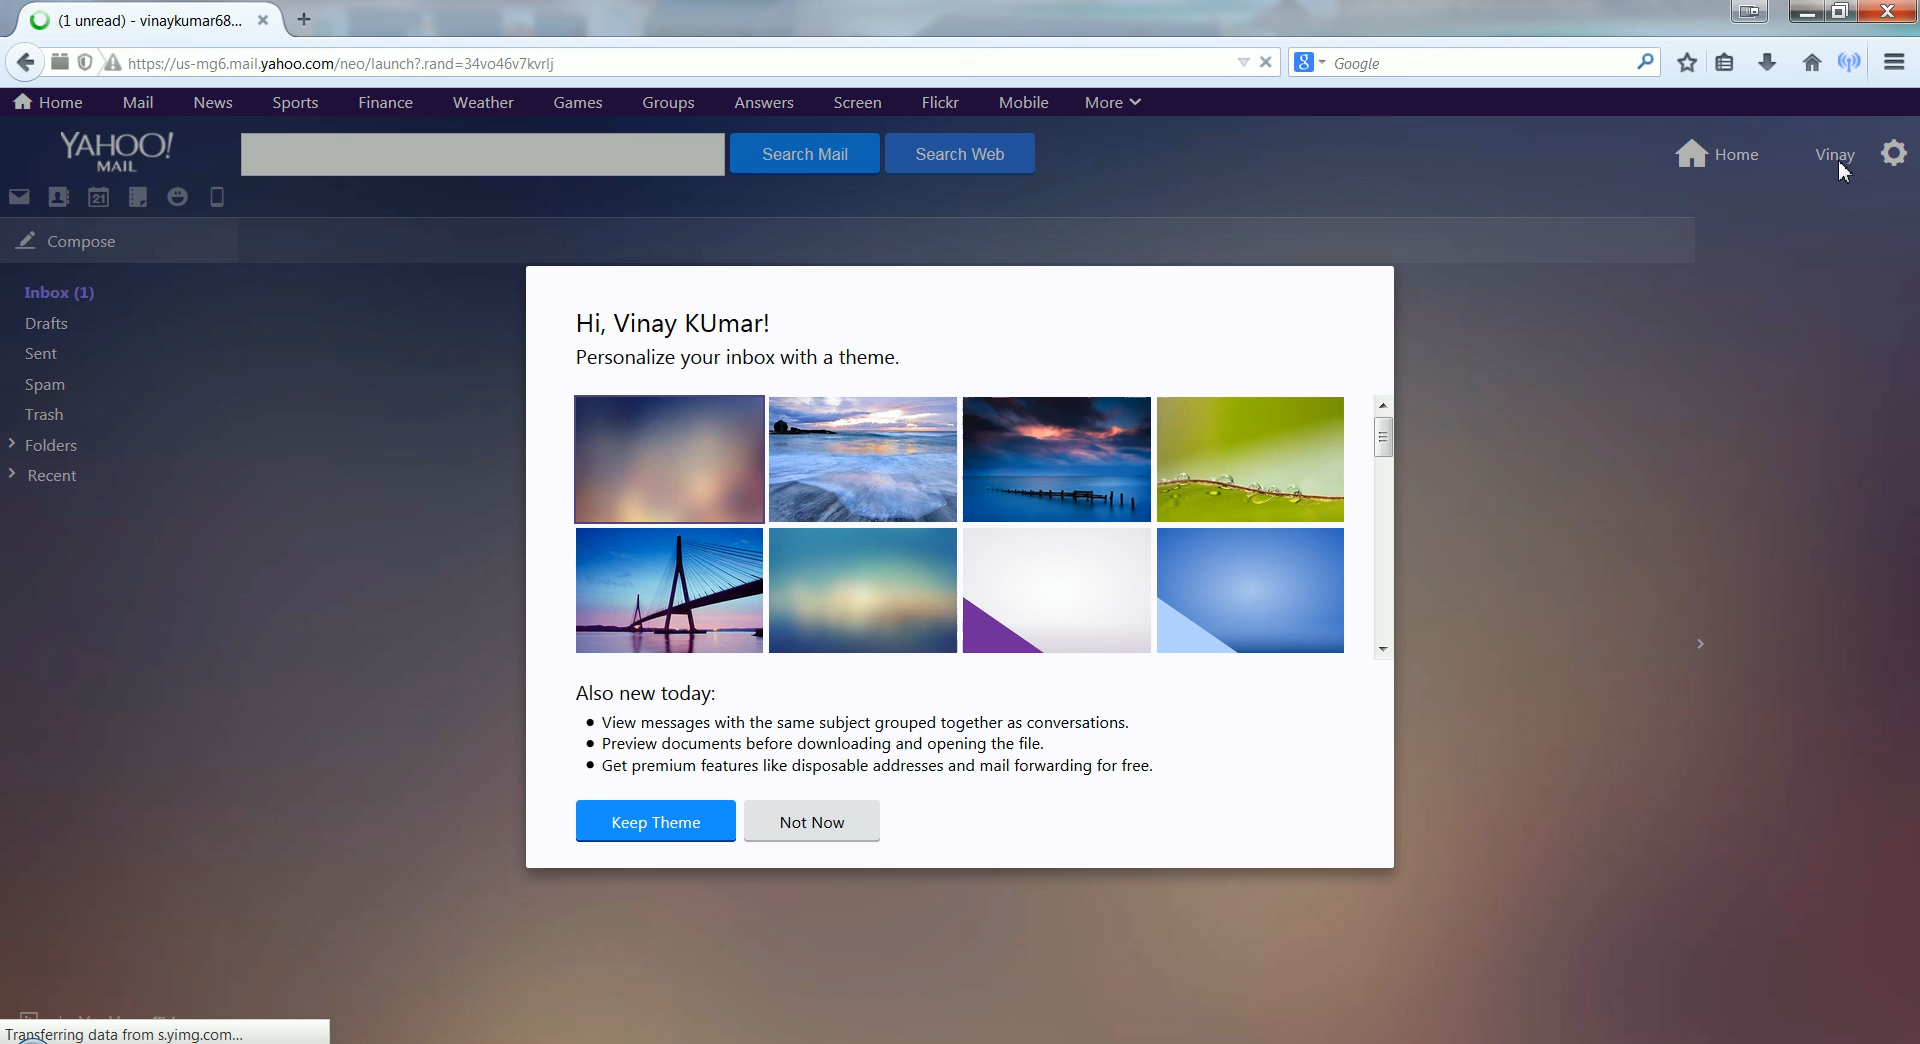 (1 unread) - vinaykumar68...
https://us-mg6.mail.yahoo.com/neo/launch?.rand=34vo46v7kvrlj
8 Google
Home Mail News Sports Finance Weather Games Groups Answers Screen Flickr Mobile More
YAHOO!
MAIL
Search Mail Search Web
Home Vinay
21
Compose
Inbox (1)
Drafts
Sent
Spam
Trash
Folders
Recent
Hi, Vinay KUmar!
Personalize your inbox with a theme.
Also new today:
• View messages with the same subject grouped together as conversations.
• Preview documents before downloading and opening the file.
• Get premium features like disposable addresses and mail forwarding for free.
Keep Theme Not Now
Transferring data from s.yimg.com...